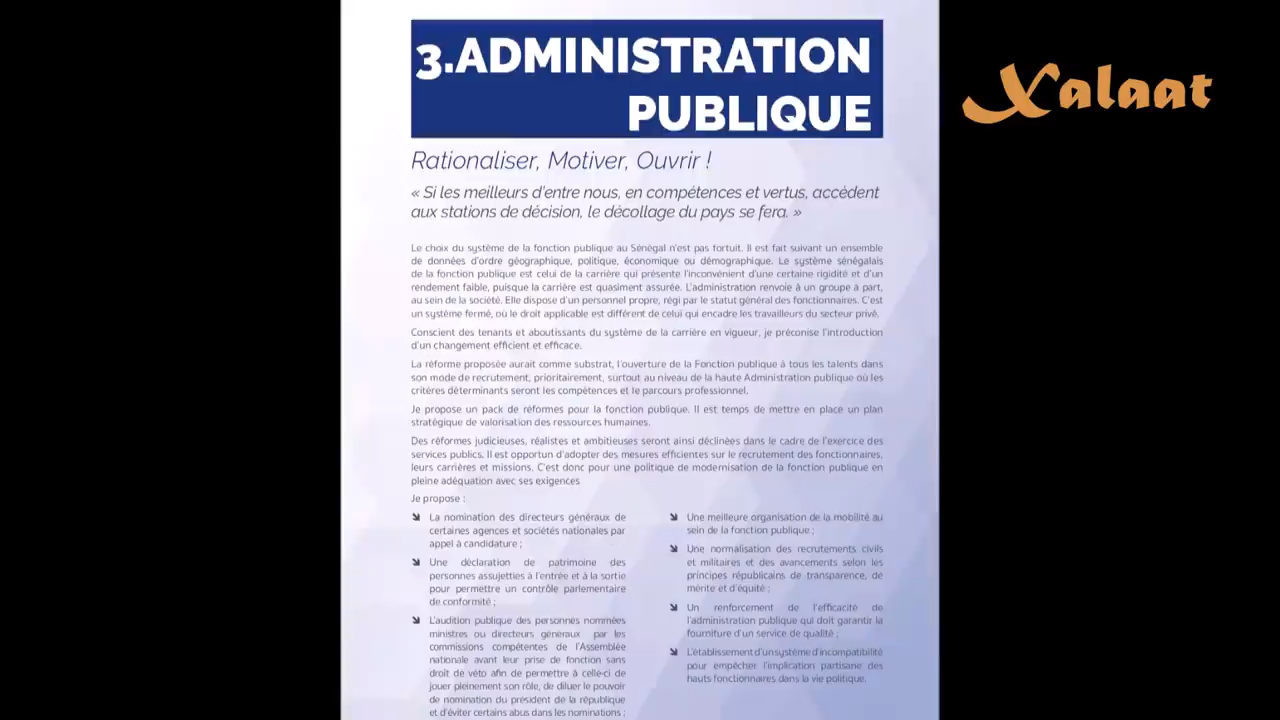 3.ADMINISTRATION
PUBLIQUE
Xalaat
Rationaliser, Motiver, Ouvrir !
« Si les meilleurs d'entre nous, en compétences et vertus, accèdent
aux stations de décision, le décollage du pays se fera. »
Le choix du système de la fonction publique au Sénégal n'est pas fortuit. Il est fait suivant un ensemble
de données d'ordre géographique, politique, économique ou démographique. Le système sénégalais
de la fonction publique est celui de la carrière qui présente l'inconvénient d'une certaine rigidité et d'un
rendement faible, puisque la carrière est quasiment assurée. L'administration renvoie à un groupe à part,
au sein de la société. Elle dispose d'un personnel propre, régi par le statut général des fonctionnaires. C'est
un système fermé, où le droit applicable est différent de celui qui encadre les travailleurs du secteur privé.
Conscient des tenants et aboutissants du système de la carrière en vigueur, je préconise l'introduction
d'un changement efficient et efficace.
La réforme proposée aurait comme substrat, l'ouverture de la Fonction publique à tous les talents dans
son mode de recrutement, prioritairement, surtout au niveau de la haute Administration publique où les
critères déterminants seront les compétences et le parcours professionnel.
Je propose un pack de réformes pour la fonction publique. Il est temps de mettre en place un plan
stratégique de valorisation des ressources humaines.
Des réformes judicieuses, réalistes et ambitieuses seront ainsi déclinées dans le cadre de l'exercice des
services publics. Il est opportun d'adopter des mesures efficientes sur le recrutement des fonctionnaires,
leurs carrières et missions. C'est donc pour une politique de modernisation de la fonction publique en
pleine adéquation avec ses exigences
Je propose :
La nomination des directeurs généraux de
certaines agences et sociétés nationales par
appel à candidature ;
Une déclaration de patrimoine des
personnes assujetties à l'entrée et à la sortie
pour permettre un contrôle parlementaire
de conformité ;
L'audition publique des personnes nommées
ministres ou directeurs généraux par les
commissions compétentes de l'Assemblée
nationale avant leur prise de fonction sans
droit de véto afin de permettre à celle-ci de
jouer pleinement son rôle, de diluer le pouvoir
de nomination du président de la république
et d'éviter certains abus dans les nominations ;
Une meilleure organisation de la mobilité au
sein de la fonction publique ;
Une normalisation des recrutements civils
et militaires et des avancements selon les
principes républicains de transparence, de
mérite et d'équité ;
Un renforcement de l'efficacité de
l'administration publique qui doit garantir la
fourniture d'un service de qualité ;
L'établissement d'un système d'incompatibilité
pour empêcher l'implication partisane des
hauts fonctionnaires dans la vie politique.